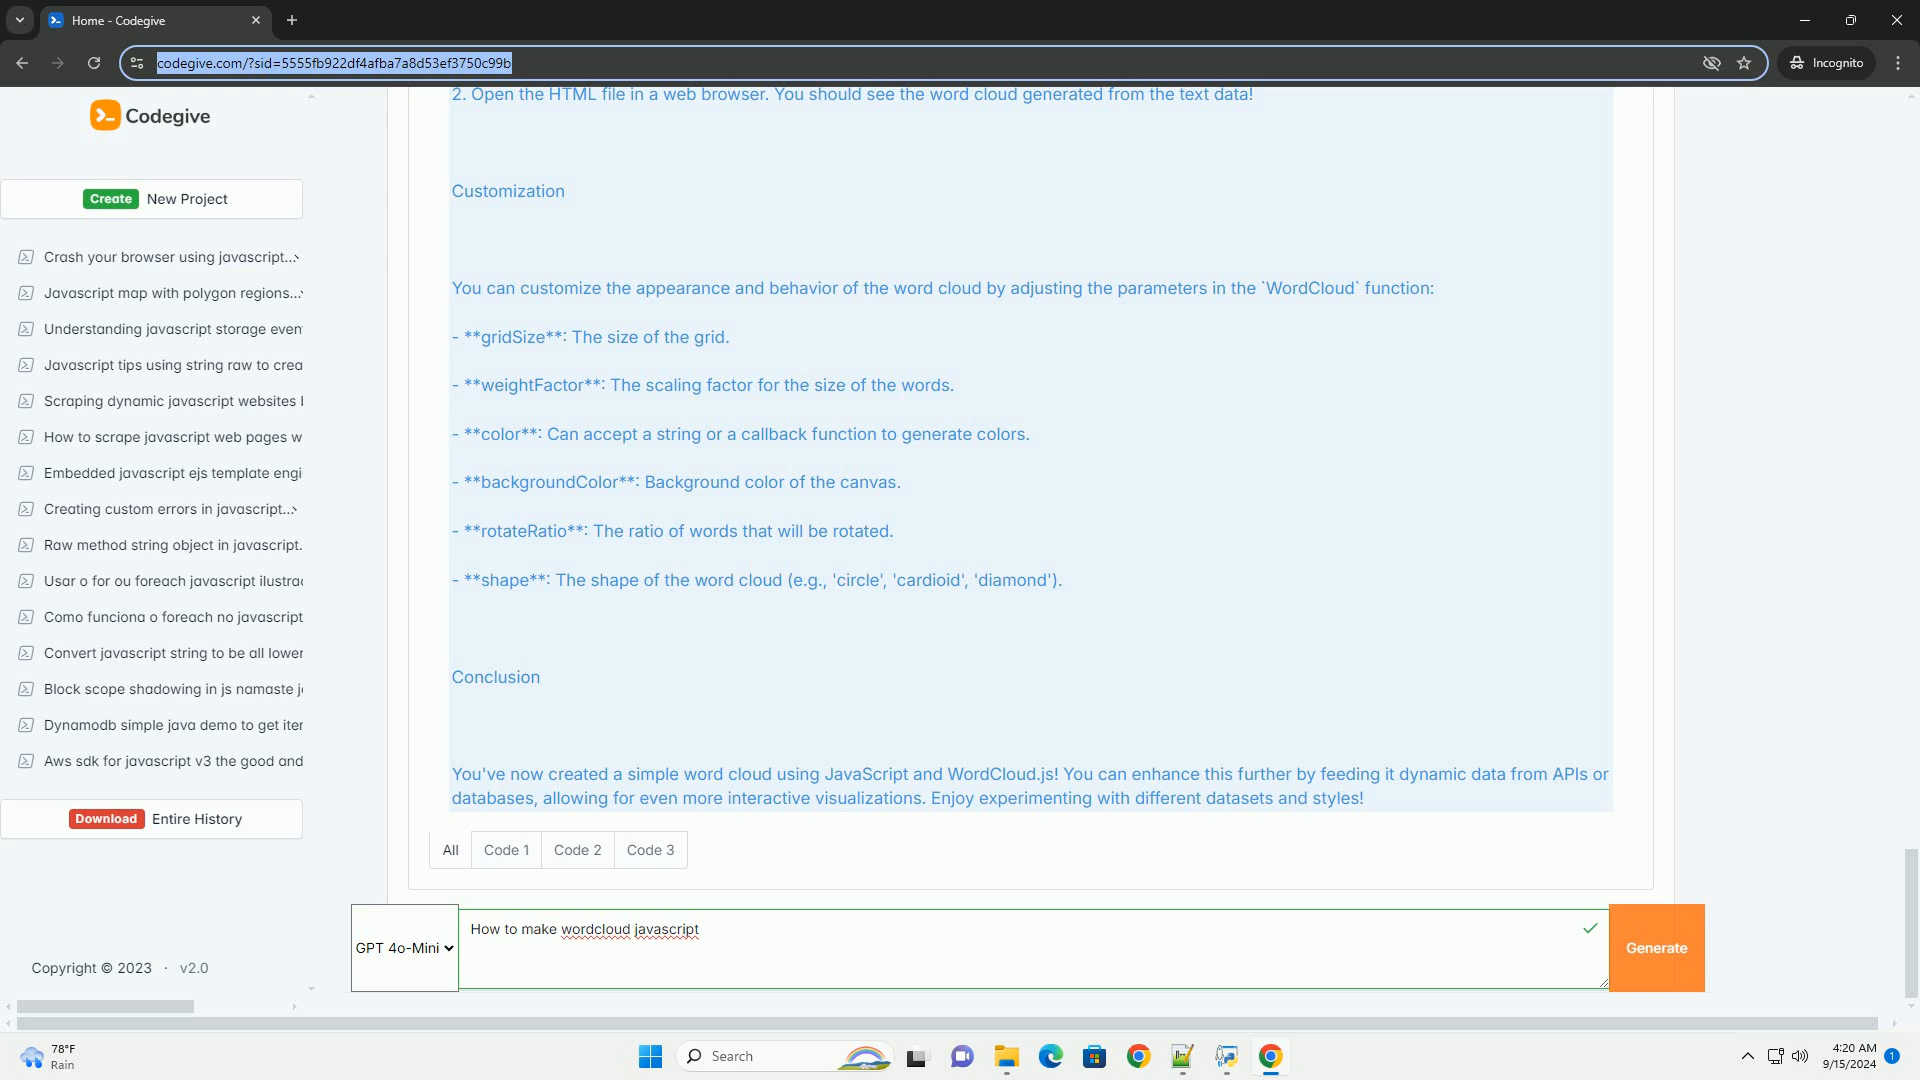 Home - Codegive
codegive.com/?sid=5555fb922df4afba7a8d53ef3750c99b
Incognito
Codegive
Create New Project
Crash your browser using javascript...
Javascript map with polygon regions...
Understanding javascript storage even
Javascript tips using string raw to crea
Scraping dynamic javascript websites
How to scrape javascript web pages w
Embedded javascript ejs template engi
Creating custom errors in javascript...
Raw method string object in javascript.
Usar o for ou foreach javascript ilustra
Como funciona o foreach no javascript
Convert javascript string to be all lower
Block scope shadowing in js namaste j
Dynamodb simple java demo to get iter
Aws sdk for javascript v3 the good and
Download Entire History
Copyright © 2023 · v2.0
2. Open the HTML file in a web browser. You should see the word cloud generated from the text data!
Customization
You can customize the appearance and behavior of the word cloud by adjusting the parameters in the `WordCloud` function:
- **gridSize**: The size of the grid.
- **weightFactor**: The scaling factor for the size of the words.
- **color**: Can accept a string or a callback function to generate colors.
- **backgroundColor**: Background color of the canvas.
- **rotateRatio**: The ratio of words that will be rotated.
- **shape**: The shape of the word cloud (e.g., 'circle', 'cardioid', 'diamond').
Conclusion
You've now created a simple word cloud using JavaScript and WordCloud.js! You can enhance this further by feeding it dynamic data from APIs or
databases, allowing for even more interactive visualizations. Enjoy experimenting with different datasets and styles!
All Code 1 Code 2 Code 3
GPT 4o-Mini
How to make wordcloud javascript
Generate
78°F
Rain
Search
4:20 AM
9/15/2024
1